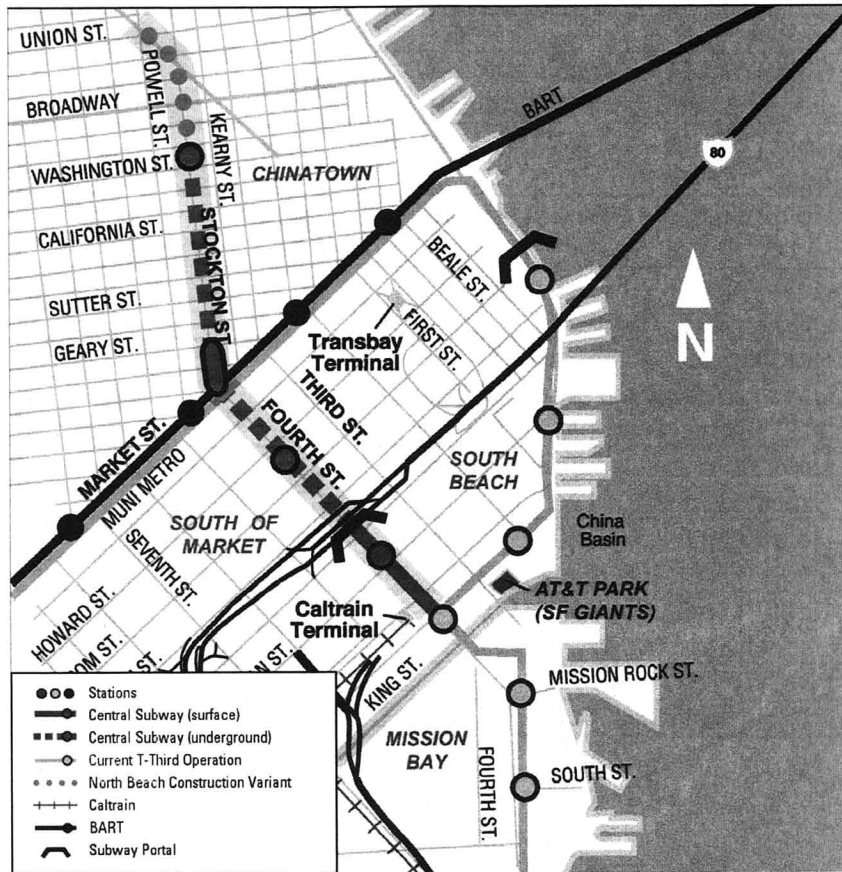 UNION ST.
POWELL ST.
BROADWAY
KEARNY ST.
WASHINGTON ST.
CHINATOWN
BART
80
CALIFORNIA ST.
STOCKTON ST.
BEALE ST.
SUTTER ST.
GEARY ST.
Transbay
Terminal
FIRST ST.
N
THIRD ST.
FOURTH ST.
MARKET ST.
MUNI METRO
SOUTH
BEACH
SOUTH OF
MARKET
SEVENTH ST.
China
Basin
AT&T PARK
(SF GIANTS)
HOWARD ST.
Caltrain
Terminal
KING ST.
MISSION ROCK ST.
MISSION
BAY
FOURTH ST.
SOUTH ST.
Stations
Central Subway (surface)
Central Subway (underground)
Current T-Third Operation
North Beach Construction Variant
Caltrain
BART
Subway Portal